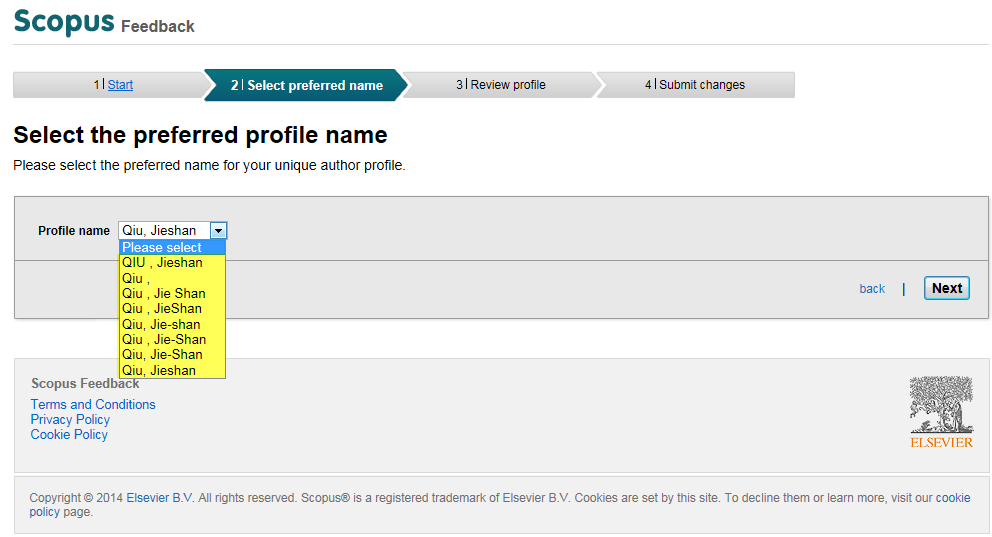 Scopus Feedback
1 | Start
2 | Select preferred name
3 | Review profile
4 | Submit changes
Select the preferred profile name
Please select the preferred name for your unique author profile.
Profile name Qiu, Jieshan
Please select
QIU , Jieshan
Qiu ,
Qiu , Jie Shan
Qiu , JieShan
Qiu, Jie-shan
Qiu , Jie-Shan
Qiu, Jie-Shan
Qiu, Jieshan
back | Next
Scopus Feedback
Terms and Conditions
Privacy Policy
Cookie Policy
ELSEVIER
Copyright © 2014 Elsevier B.V. All rights reserved. Scopus® is a registered trademark of Elsevier B.V. Cookies are set by this site. To decline them or learn more, visit our cookie
policy page.